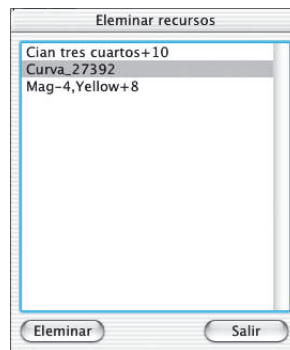 Eleminar recursos
Cian tres cuartos+10
Curva_27392
Mag-4,Yellow+8
Eleminar
Salir